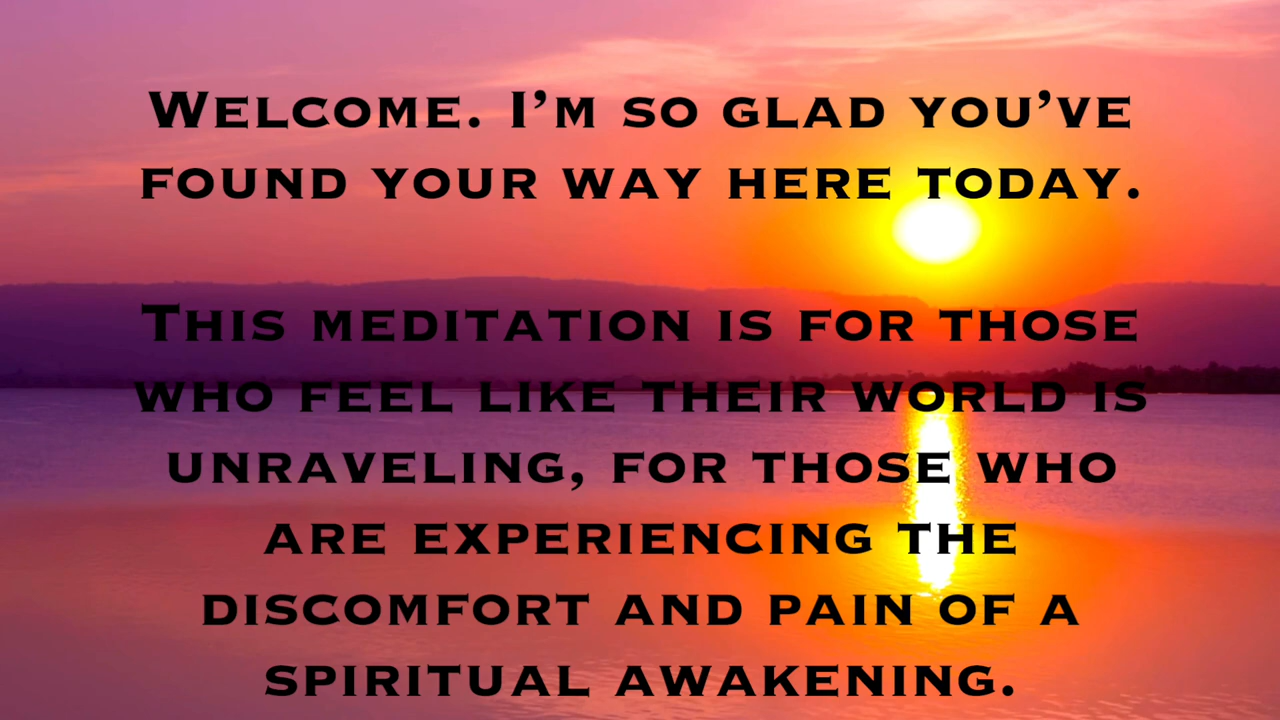 Welcome. I’m so glad you’ve
found your way here today.
This meditation is for those
who feel like their world is
unraveling, for those who
are experiencing the
discomfort and pain of a
spiritual awakening.